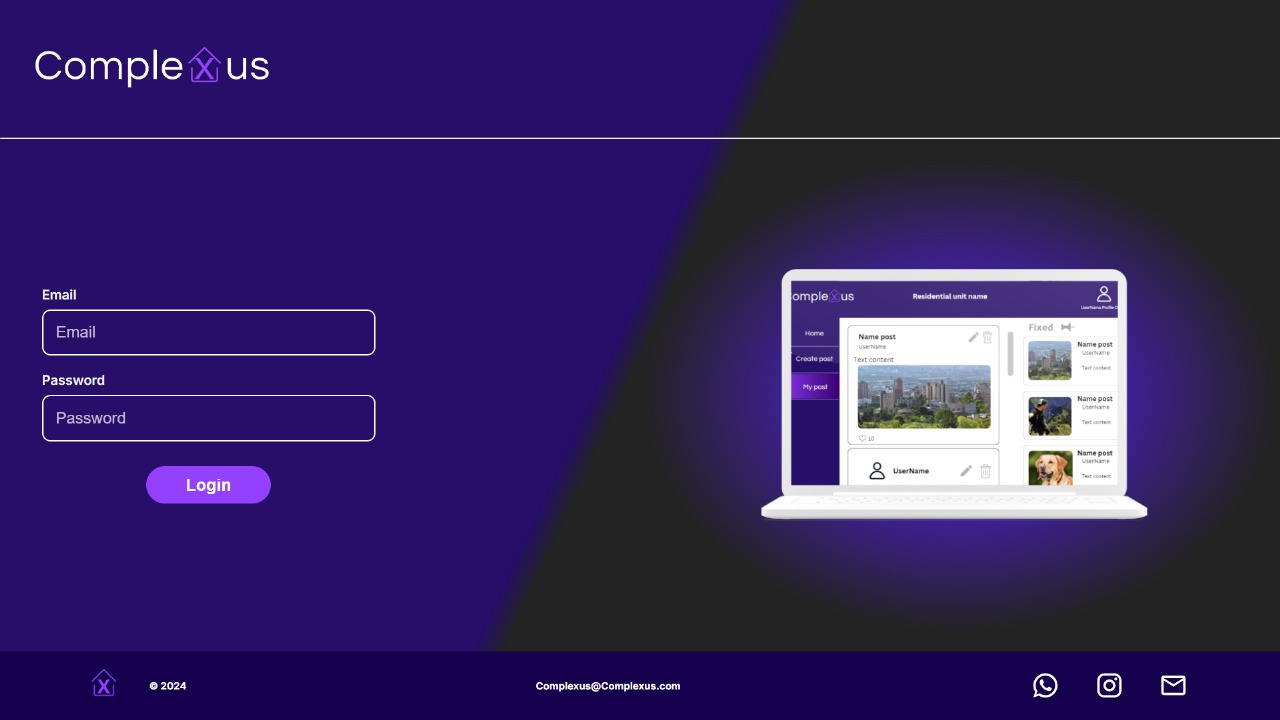 Complexus
Email
Email
Password
Password
Login
omplexus
Residential unit name
UserName Profile
Home
Create post
My post
Name post
UserName
Text content
10
UserName
Fixed
Name post
UserName
Text content
Name post
UserName
Text content
Name post
UserName
Text content
X
© 2024
Complexus@Complexus.com